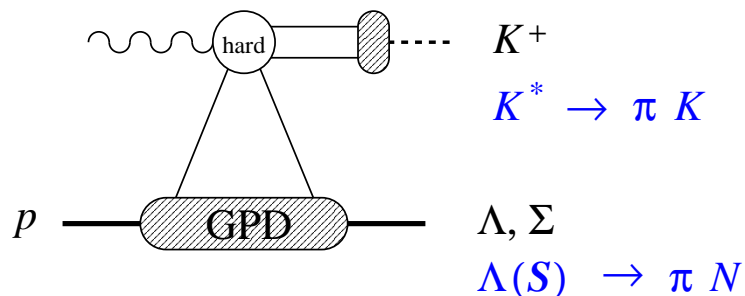 hard K⁺
K* → π K
p GPD Λ, Σ
Λ(S) → π N